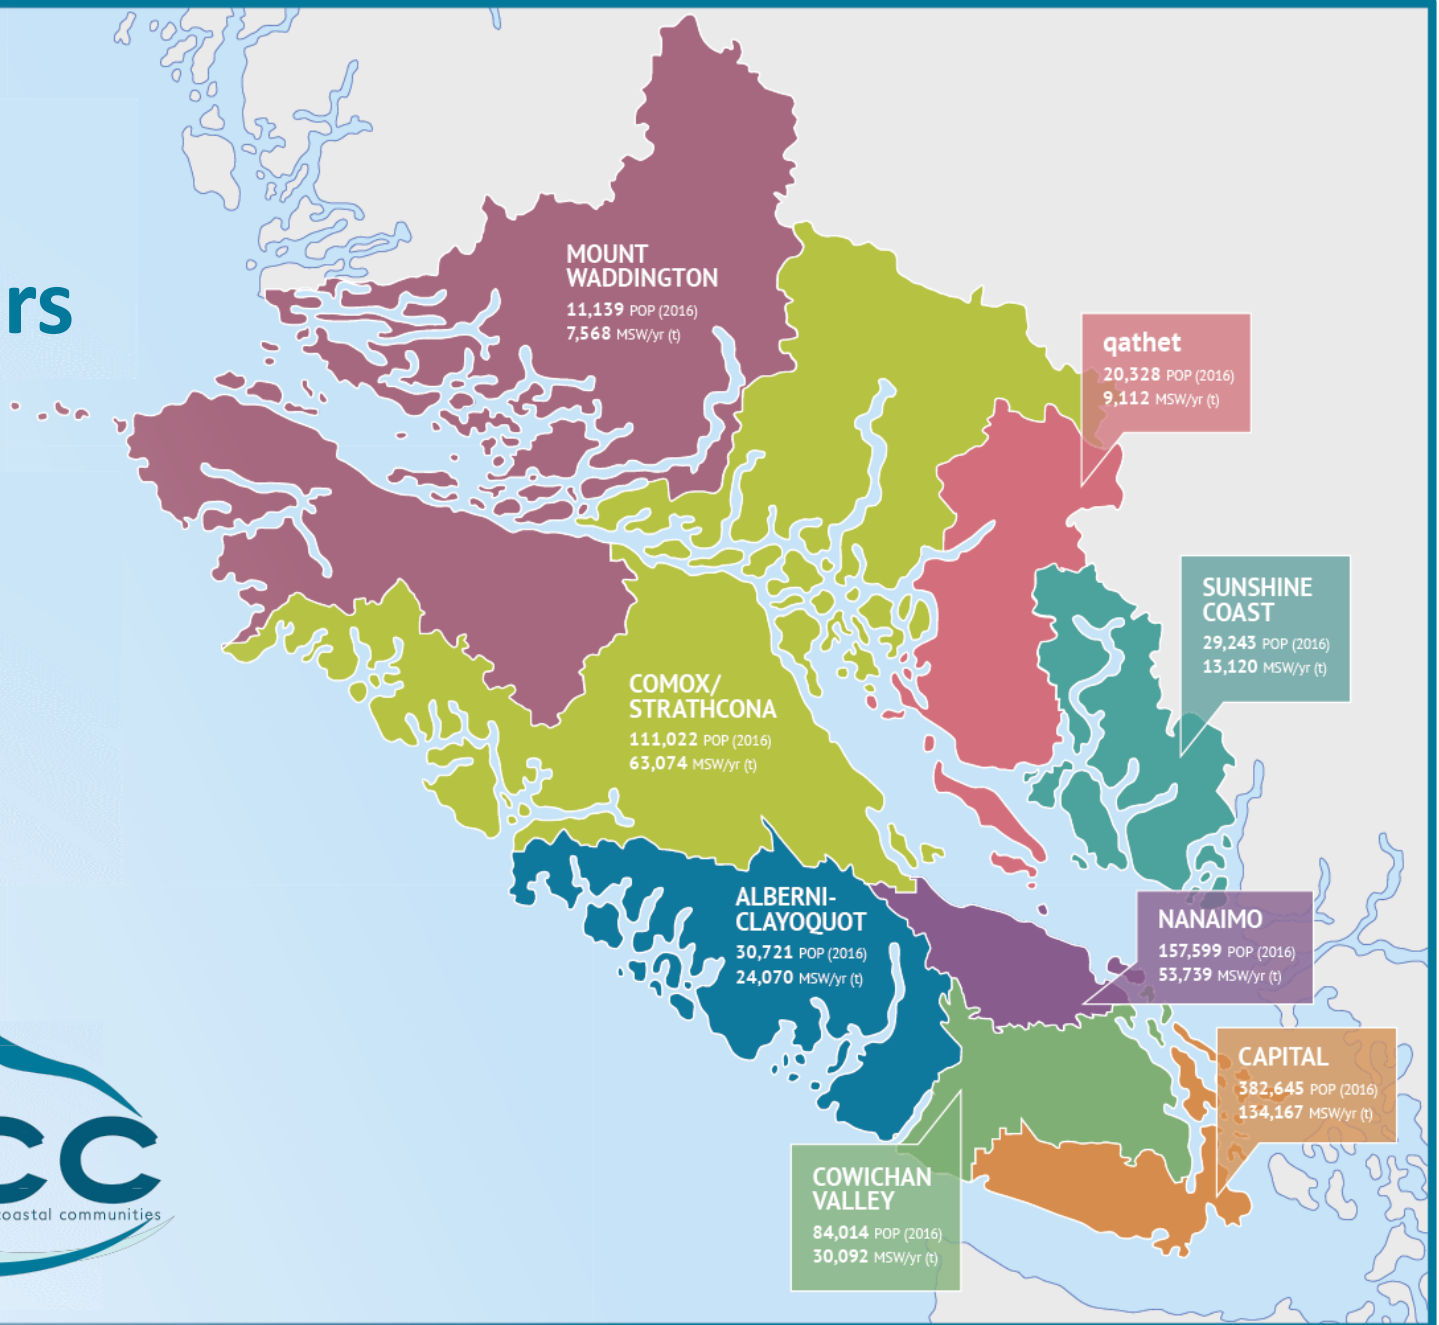 rs
MOUNT
WADDINGTON
11,139 POP (2016)
7,568 MSW/yr (t)
qathet
20,328 POP (2016)
9,112 MSW/yr (t)
SUNSHINE
COAST
29,243 POP (2016)
13,120 MSW/yr (t)
COMOX/
STRATHCONA
111,022 POP (2016)
63,074 MSW/yr (t)
ALBERNI-
CLAYOQUOT
30,721 POP (2016)
24,070 MSW/yr (t)
NANAIMO
157,599 POP (2016)
53,739 MSW/yr (t)
CAPITAL
382,645 POP (2016)
134,167 MSW/yr (t)
COWICHAN
VALLEY
84,014 POP (2016)
30,092 MSW/yr (t)
CC
coastal communities